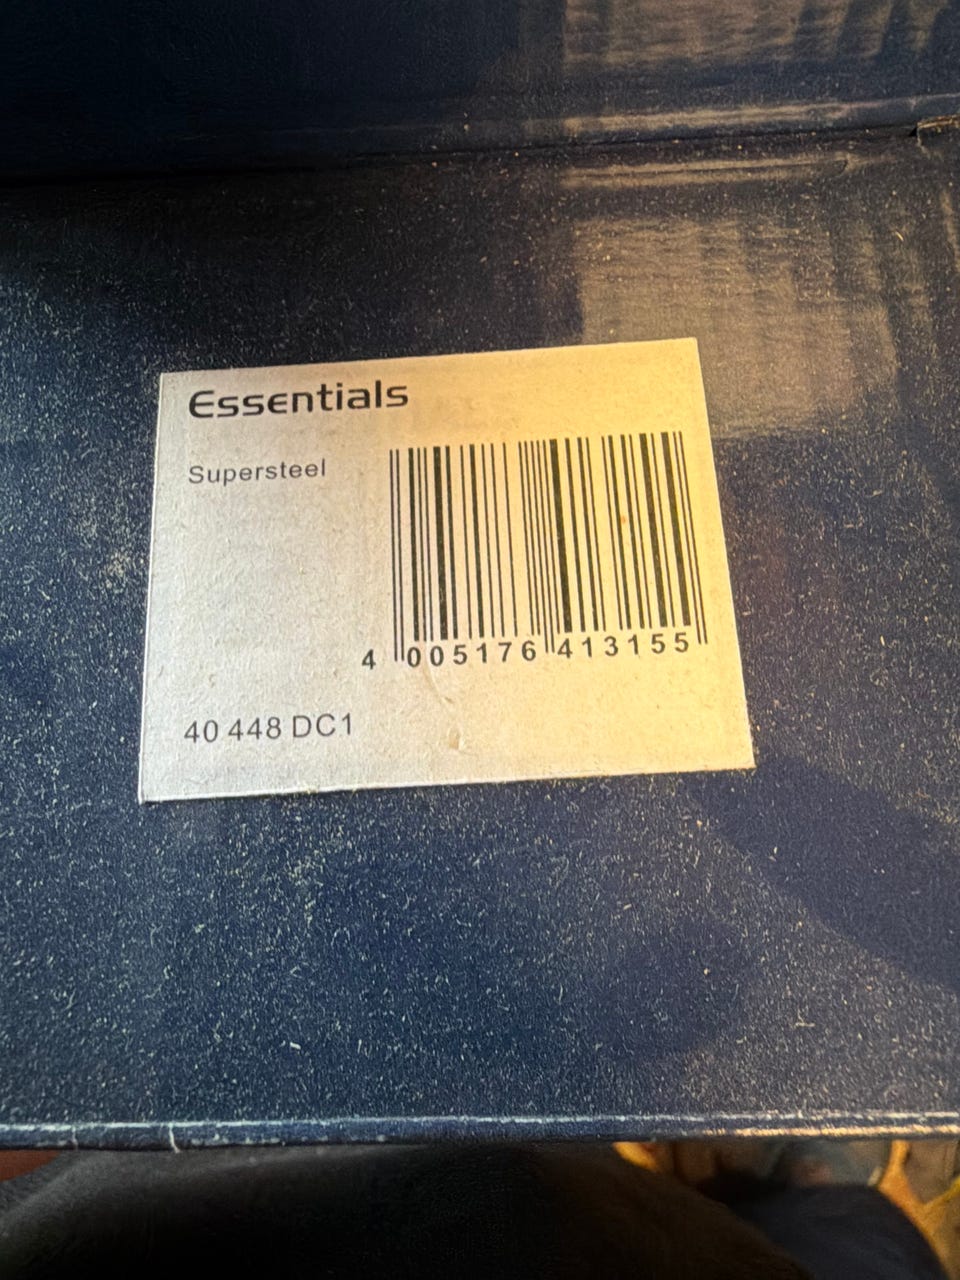 Essentials
Supersteel
4 005176 413155
40 448 DC1